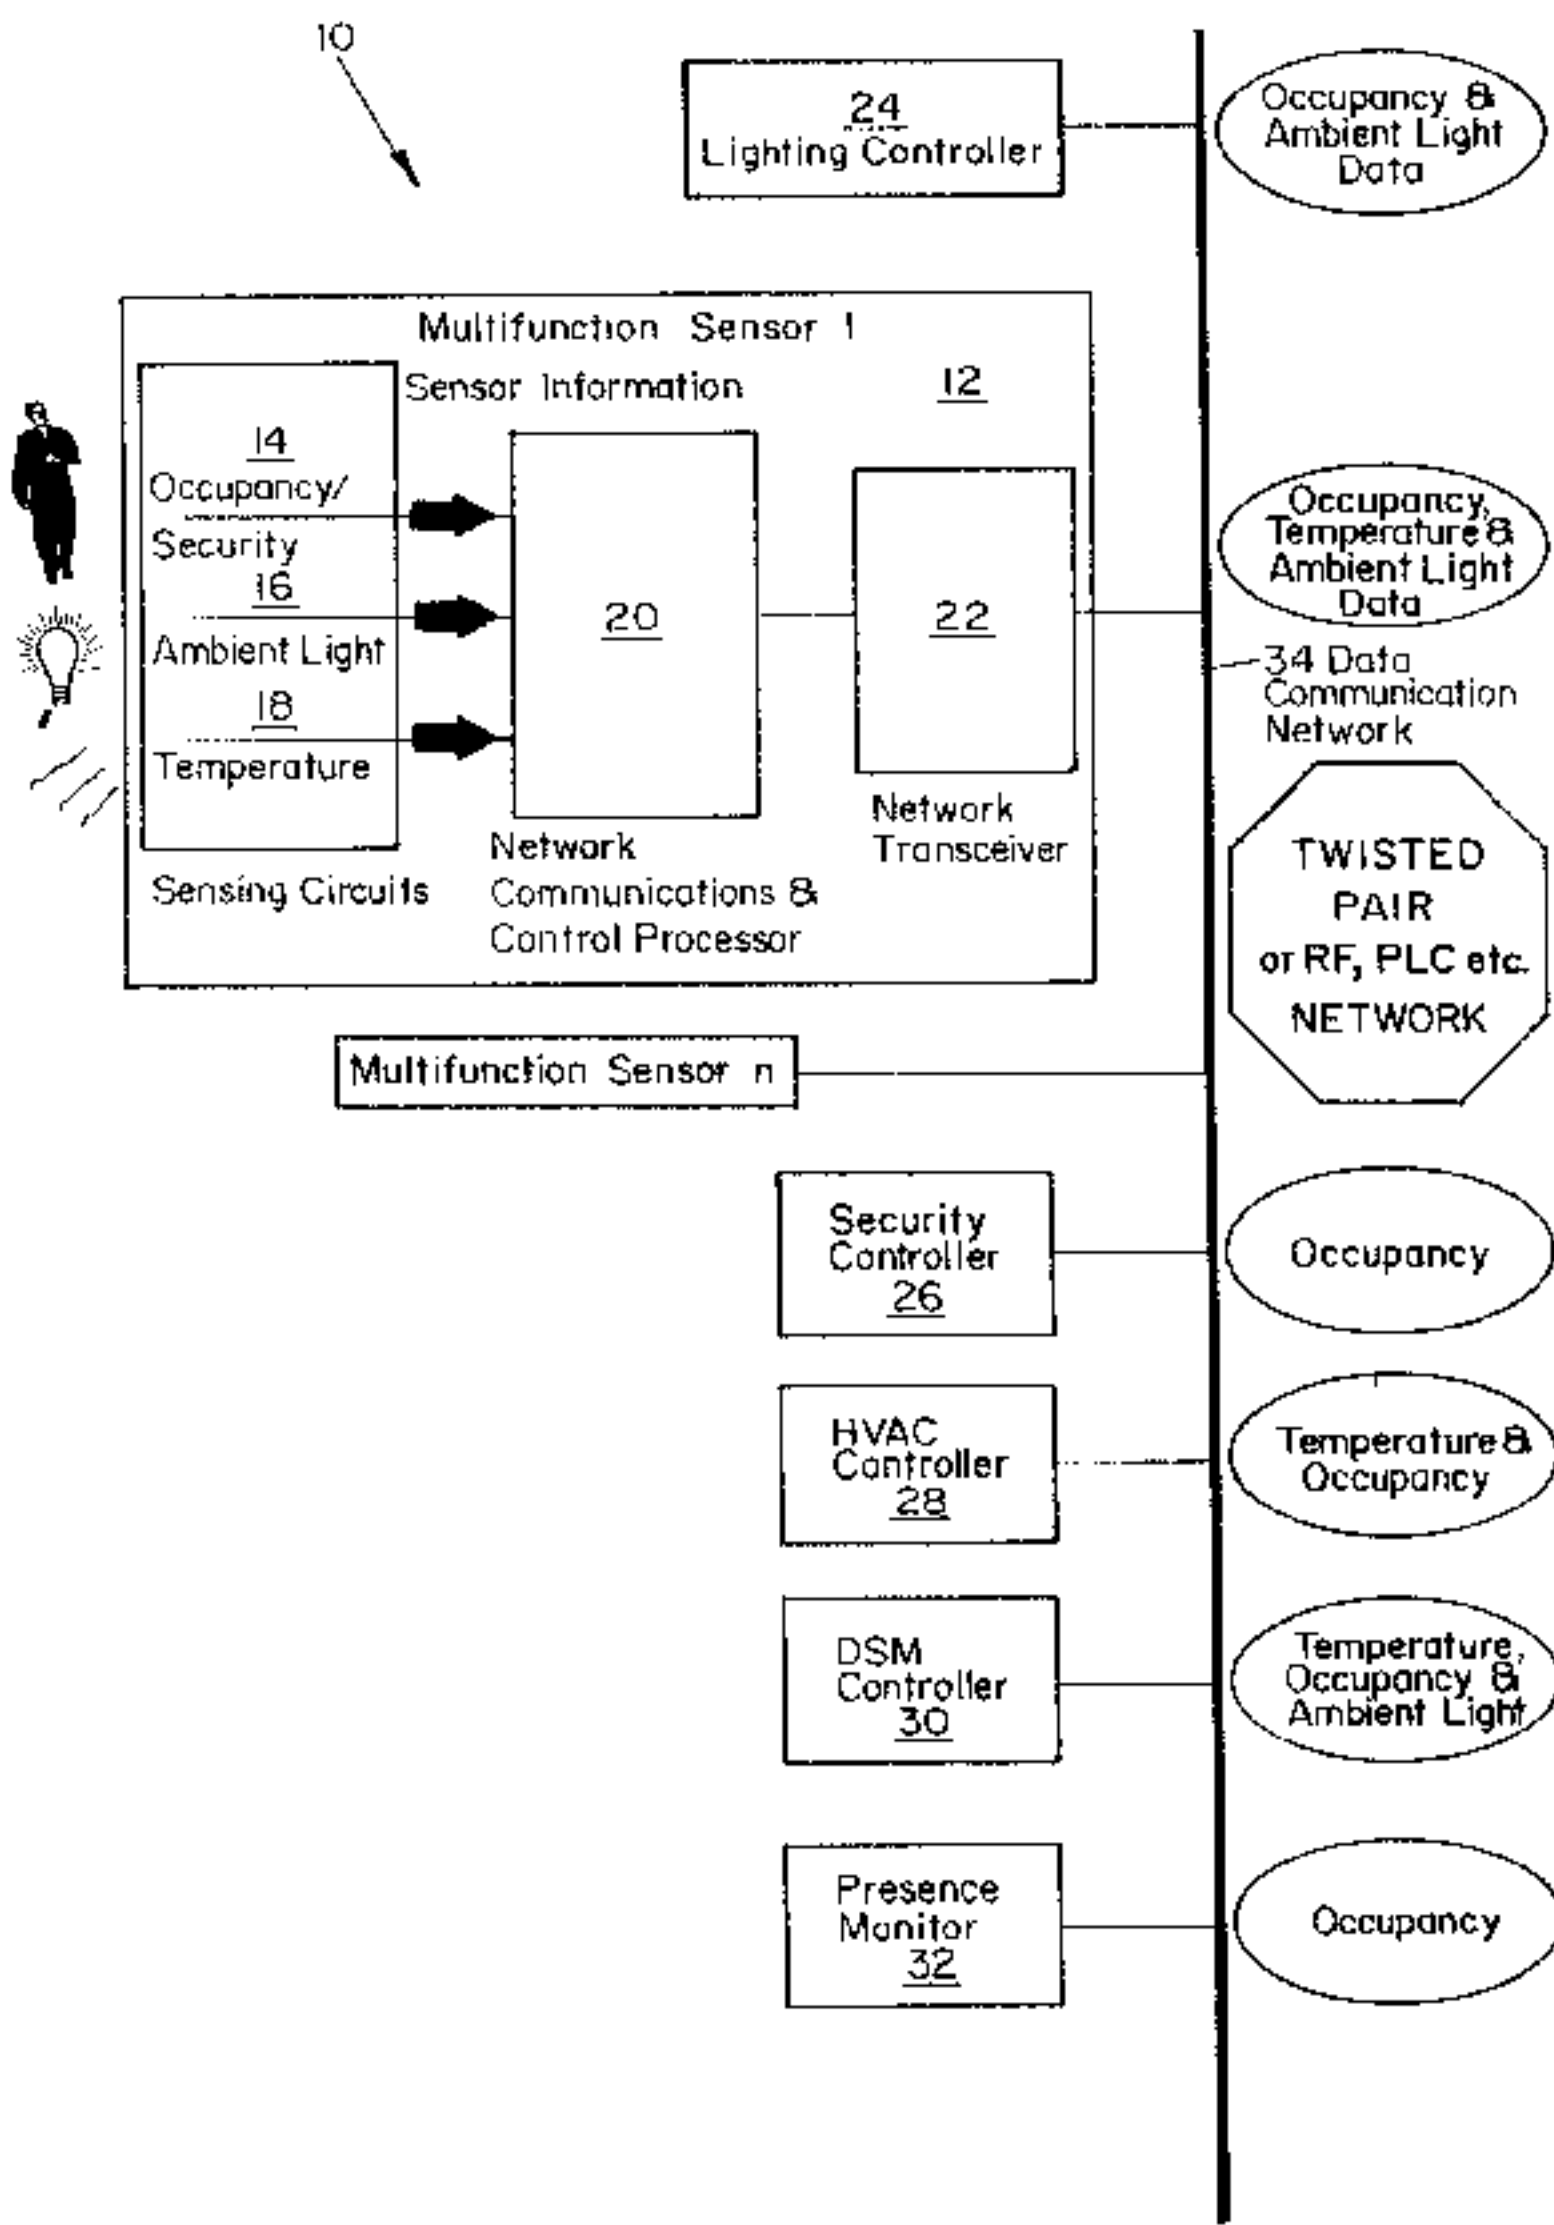 10
24
Lighting Controller
Occupancy &
Ambient Light
Data
Multifunction Sensor 1
Sensor Information
12
14
Occupancy/
Security
16
Ambient Light
18
Temperature
Sensing Circuits
20
Network
Communications &
Control Processor
22
Network
Transceiver
Occupancy,
Temperature &
Ambient Light
Data
34 Data
Communication
Network
TWISTED
PAIR
or RF, PLC etc.
NETWORK
Multifunction Sensor n
Security
Controller
26
Occupancy
HVAC
Controller
28
Temperature &
Occupancy
DSM
Controller
30
Temperature,
Occupancy &
Ambient Light
Presence
Monitor
32
Occupancy